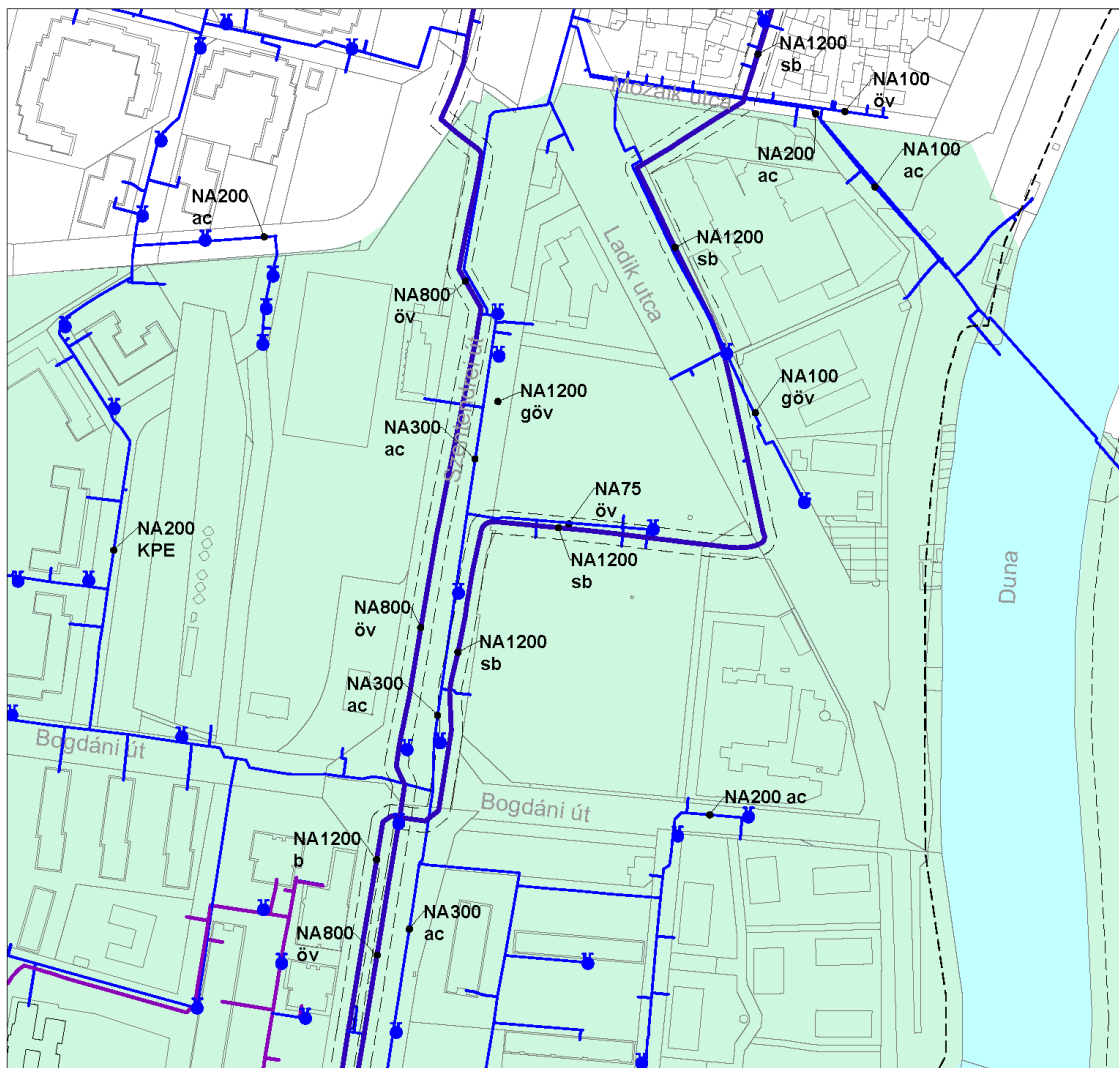 NA1200
sb
NA100
öv
Mozaik utca
NA200
ac
NA100
ac
NA200
ac
NA1200
sb
Ladik utca
NA800
öv
Szentendrei út
NA1200
göv
NA100
göv
NA300
ac
NA75
öv
NA1200
sb
NA200
KPE
Duna
NA800
öv
NA1200
sb
NA300
ac
Bogdáni út
Bogdáni út
NA200 ac
NA1200
b
NA300
ac
NA800
öv